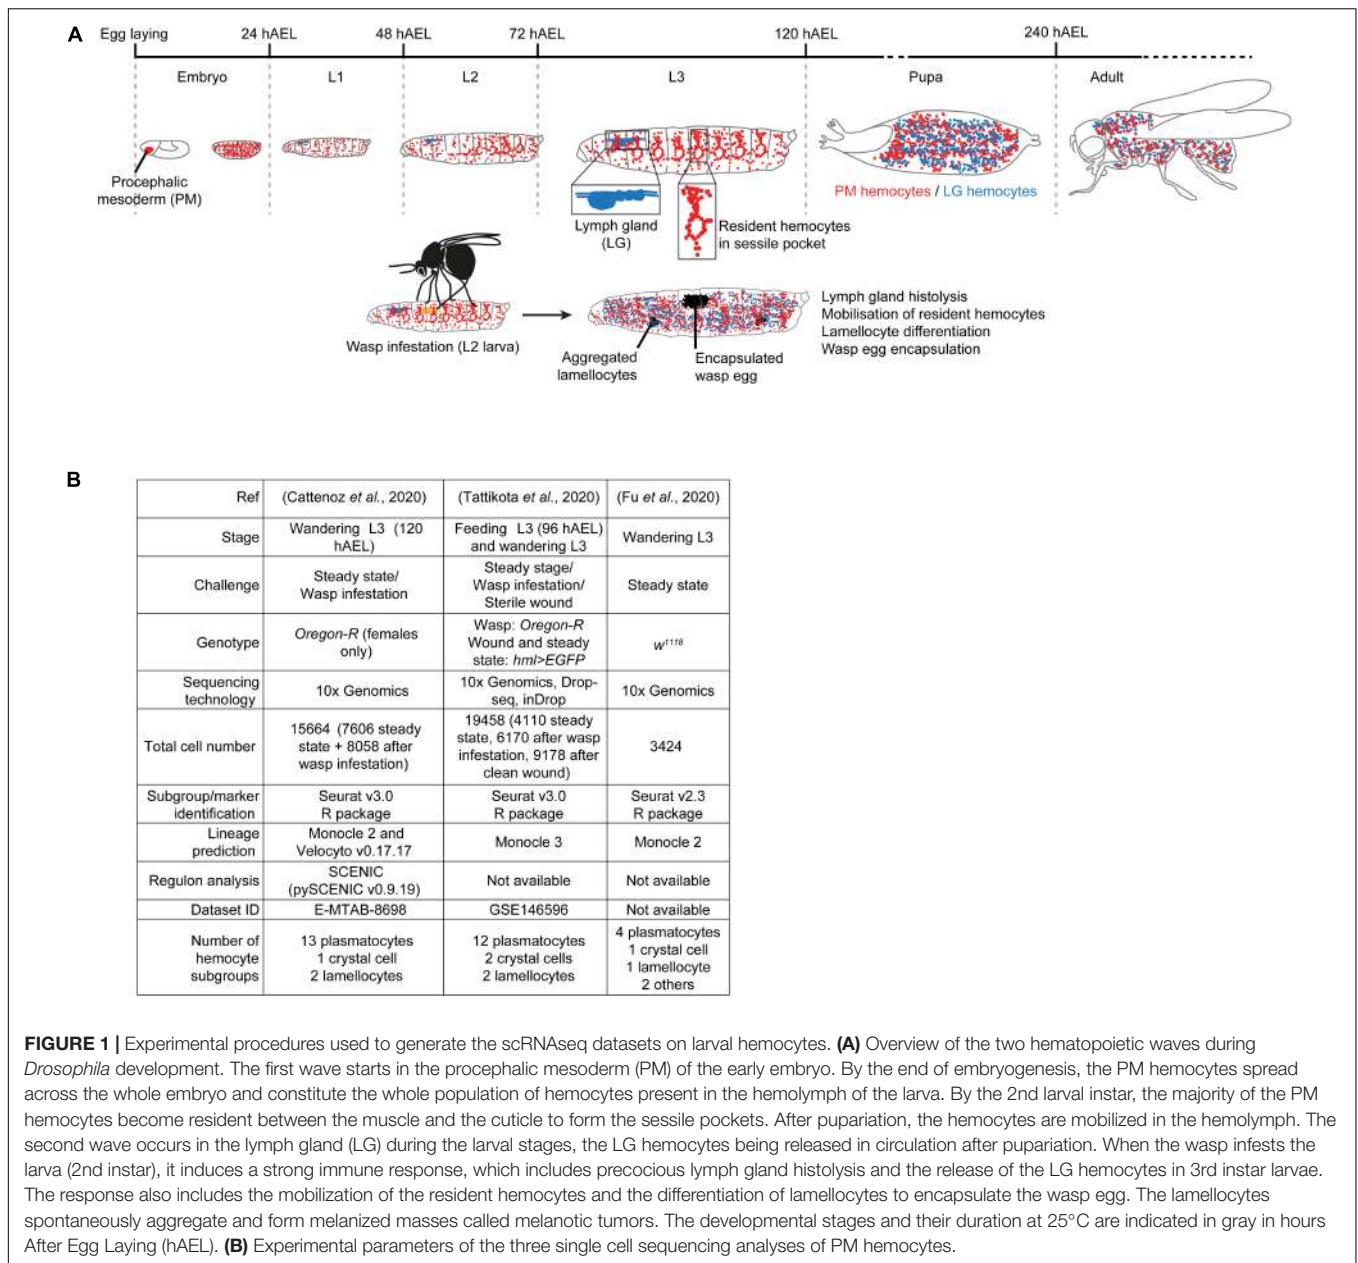 A
Egg laying 24 hAEL 48 hAEL 72 hAEL 120 hAEL 240 hAEL
Embryo L1 L2 L3 Pupa Adult
Procephalic
mesoderm (PM)
Lymph gland
(LG)
Resident hemocytes
in sessile pocket
PM hemocytes / LG hemocytes
Wasp infestation (L2 larva)
Aggregated
lamellocytes
Encapsulated
wasp egg
Lymph gland histolysis
Mobilisation of resident hemocytes
Lamellocyte differentiation
Wasp egg encapsulation
B
Ref (Cattenoz et al., 2020) (Tattikota et al., 2020) (Fu et al., 2020)
Stage
Wandering L3 (120
hAEL)
Feeding L3 (96 hAEL)
and wandering L3
Wandering L3
Challenge
Steady state/
Wasp infestation
Steady stage/
Wasp infestation/
Sterile wound
Steady state
Genotype
Oregon-R (females
only)
Wasp: Oregon-R
Wound and steady
state: hml>EGFP
w1118
Sequencing
technology
10x Genomics
10x Genomics, Drop-
seq, inDrop
10x Genomics
Total cell number
15664 (7606 steady
state + 8058 after
wasp infestation)
19458 (4110 steady
state, 6170 after wasp
infestation, 9178 after
clean wound)
3424
Subgroup/marker
identification
Seurat v3.0
R package
Seurat v3.0
R package
Seurat v2.3
R package
Lineage
prediction
Monocle 2 and
Velocyto v0.17.17
Monocle 3
Monocle 2
Regulon analysis
SCENIC
(pySCENIC v0.9.19)
Not available
Not available
Dataset ID E-MTAB-8698 GSE146596 Not available
Number of
hemocyte
subgroups
13 plasmatocytes
1 crystal cell
2 lamellocytes
12 plasmatocytes
2 crystal cells
2 lamellocytes
4 plasmatocytes
1 crystal cell
1 lamellocyte
2 others
FIGURE 1 | Experimental procedures used to generate the scRNAseq datasets on larval hemocytes. (A) Overview of the two hematopoietic waves during
Drosophila development. The first wave starts in the procephalic mesoderm (PM) of the early embryo. By the end of embryogenesis, the PM hemocytes spread
across the whole embryo and constitute the whole population of hemocytes present in the hemolymph of the larva. By the 2nd larval instar, the majority of the PM
hemocytes become resident between the muscle and the cuticle to form the sessile pockets. After pupariation, the hemocytes are mobilized in the hemolymph. The
second wave occurs in the lymph gland (LG) during the larval stages, the LG hemocytes being released in circulation after pupariation. When the wasp infests the
larva (2nd instar), it induces a strong immune response, which includes precocious lymph gland histolysis and the release of the LG hemocytes in 3rd instar larvae.
The response also includes the mobilization of the resident hemocytes and the differentiation of lamellocytes to encapsulate the wasp egg. The lamellocytes
spontaneously aggregate and form melanized masses called melanotic tumors. The developmental stages and their duration at 25°C are indicated in gray in hours
After Egg Laying (hAEL). (B) Experimental parameters of the three single cell sequencing analyses of PM hemocytes.